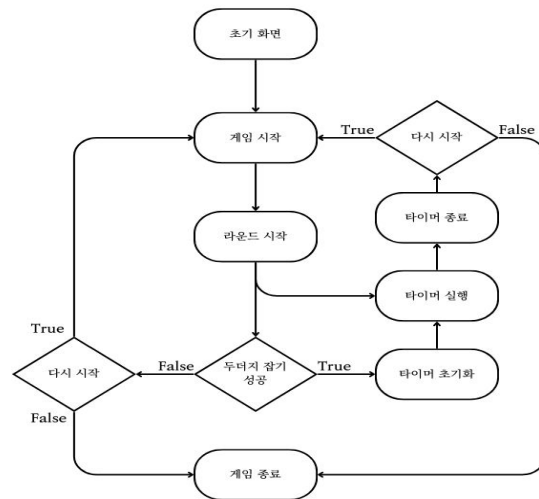 초기 화면
게임 시작
True
다시 시작
False
라운드 시작
타이머 종료
타이머 실행
True
다시 시작
False
False
두더지 잡기
성공
True
타이머 초기화
게임 종료